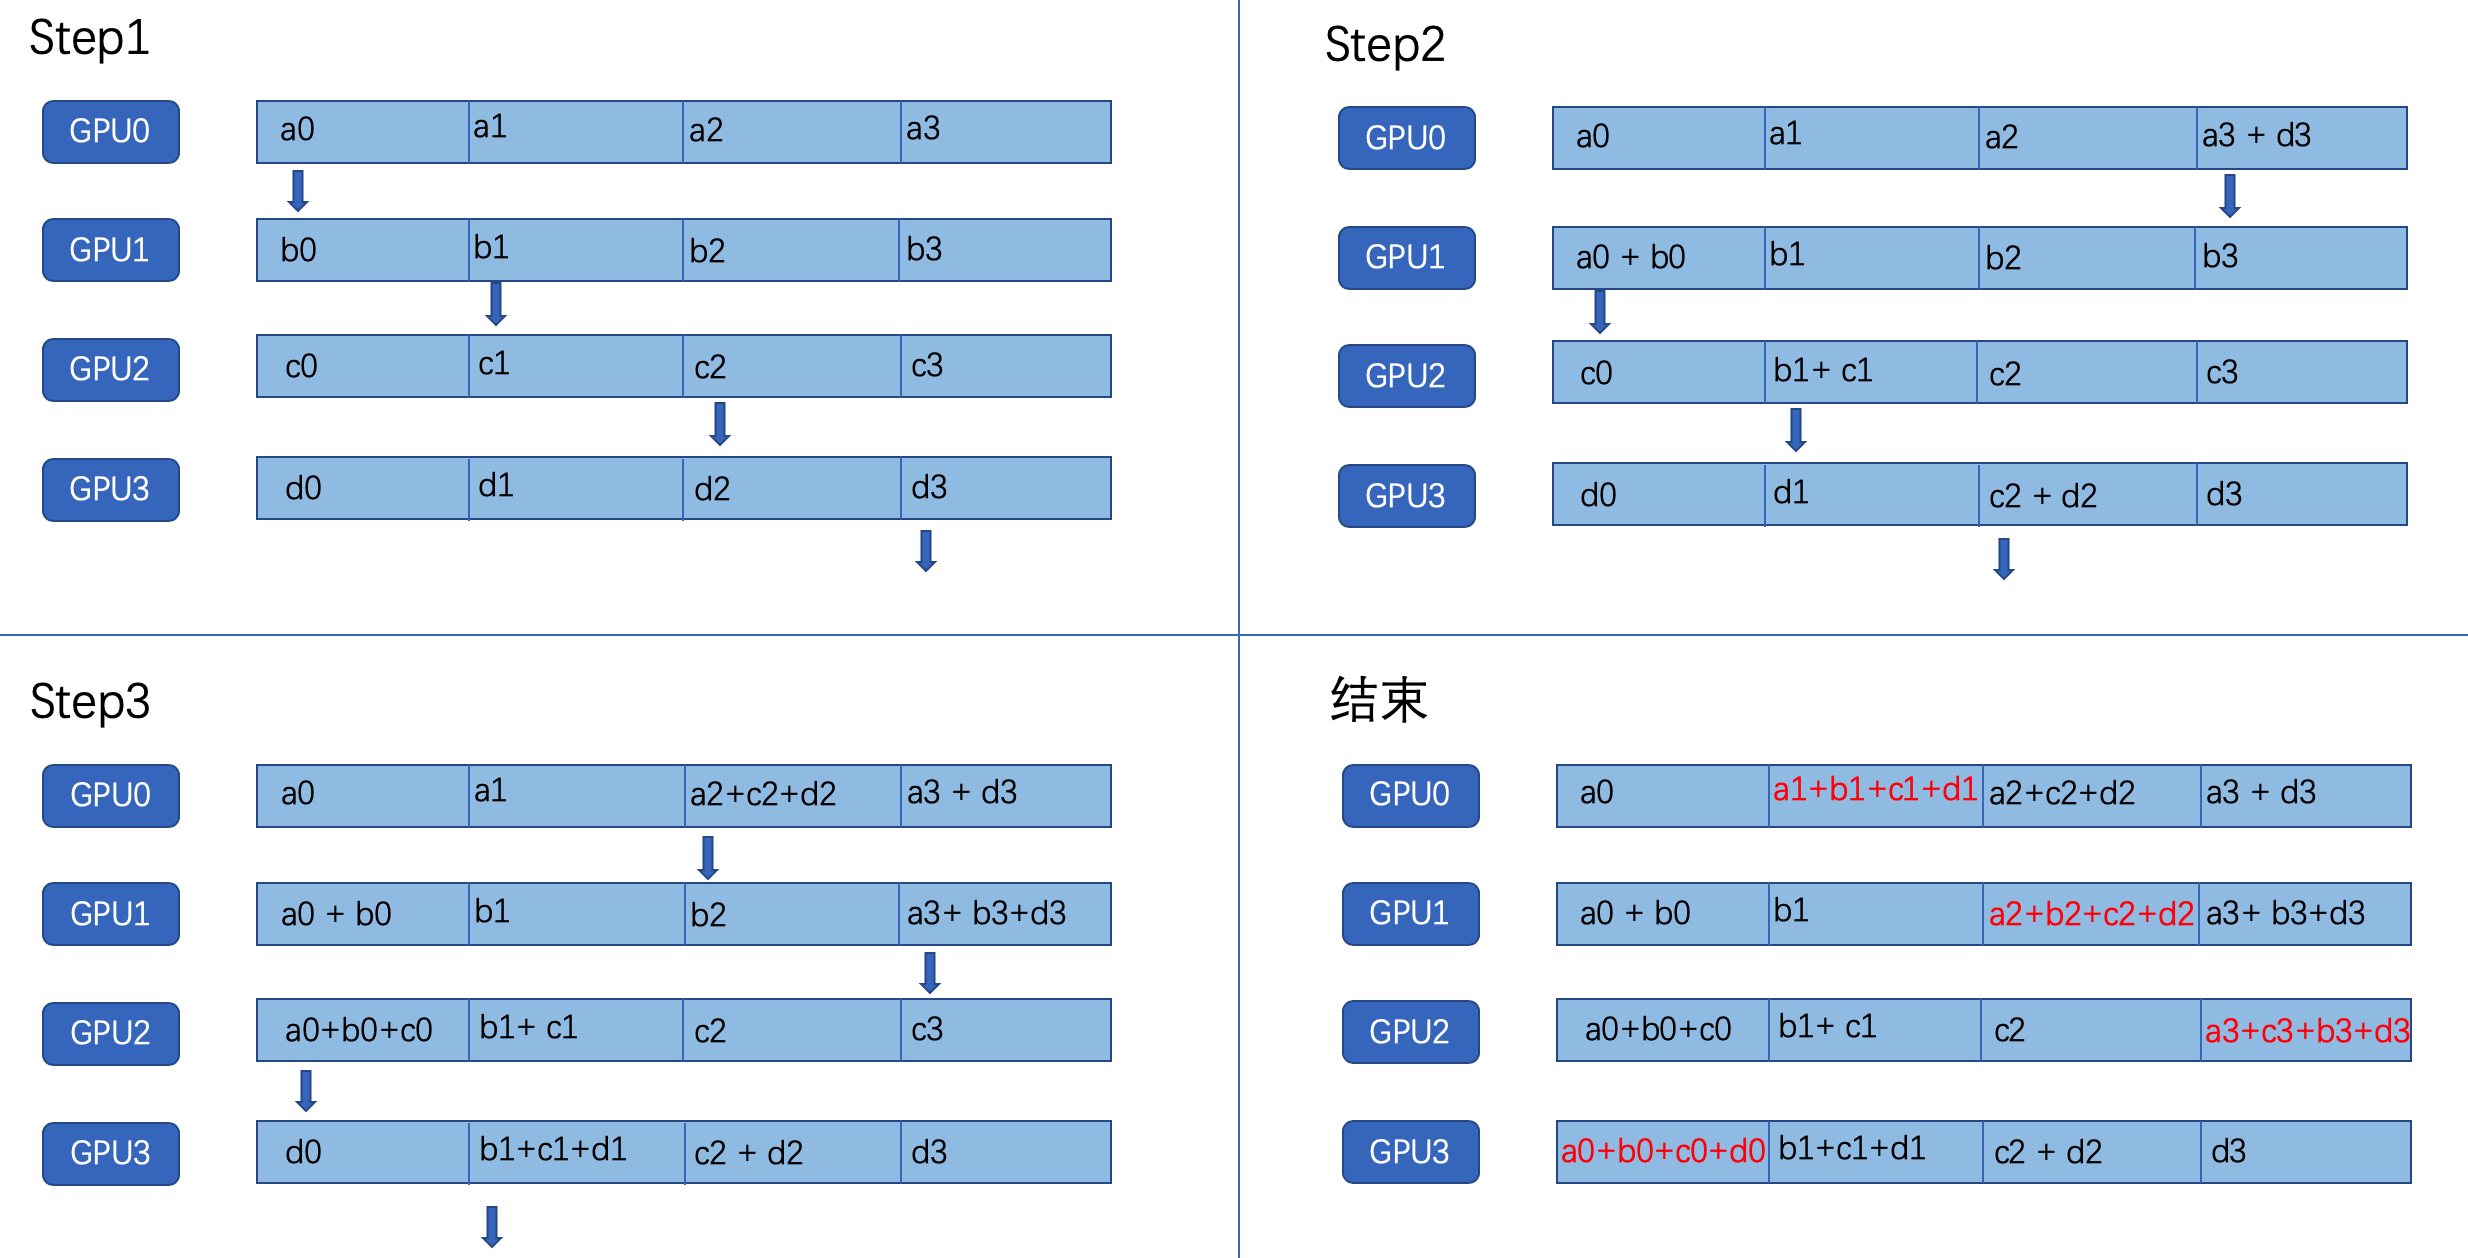 Step1
GPU0 a0 a1 a2 a3
GPU1 b0 b1 b2 b3
GPU2 c0 c1 c2 c3
GPU3 d0 d1 d2 d3
Step2
GPU0 a0 a1 a2 a3 + d3
GPU1 a0 + b0 b1 b2 b3
GPU2 c0 b1+ c1 c2 c3
GPU3 d0 d1 c2 + d2 d3
Step3
GPU0 a0 a1 a2+c2+d2 a3 + d3
GPU1 a0 + b0 b1 b2 a3+ b3+d3
GPU2 a0+b0+c0 b1+ c1 c2 c3
GPU3 d0 b1+c1+d1 c2 + d2 d3
结束
GPU0 a0 a1+b1+c1+d1 a2+c2+d2 a3 + d3
GPU1 a0 + b0 b1 a2+b2+c2+d2 a3+ b3+d3
GPU2 a0+b0+c0 b1+ c1 c2 a3+c3+b3+d3
GPU3 a0+b0+c0+d0 b1+c1+d1 c2 + d2 d3